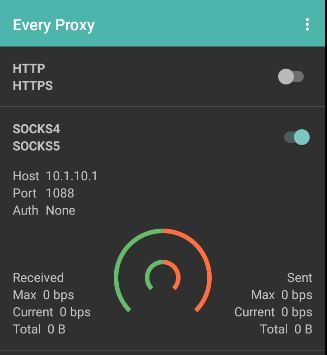 Every Proxy
HTTP
HTTPS
SOCKS4
SOCKS5
Host 10.1.10.1
Port 1088
Auth None
Received
Max 0 bps
Current 0 bps
Total 0 B
Sent
Max 0 bps
Current 0 bps
Total 0 B